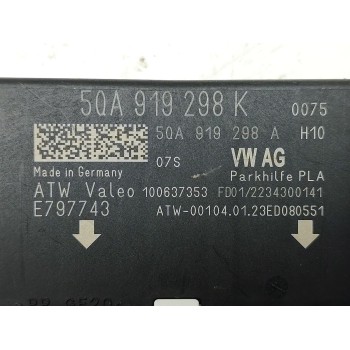 5QA 919 298 K 0075
5QA 919 298 A H10
07S VW AG
Made in Germany Parkhilfe PLA
ATW Valeo 100637353 FD01/2234300141
E797743 ATW-00104.01.23ED080551